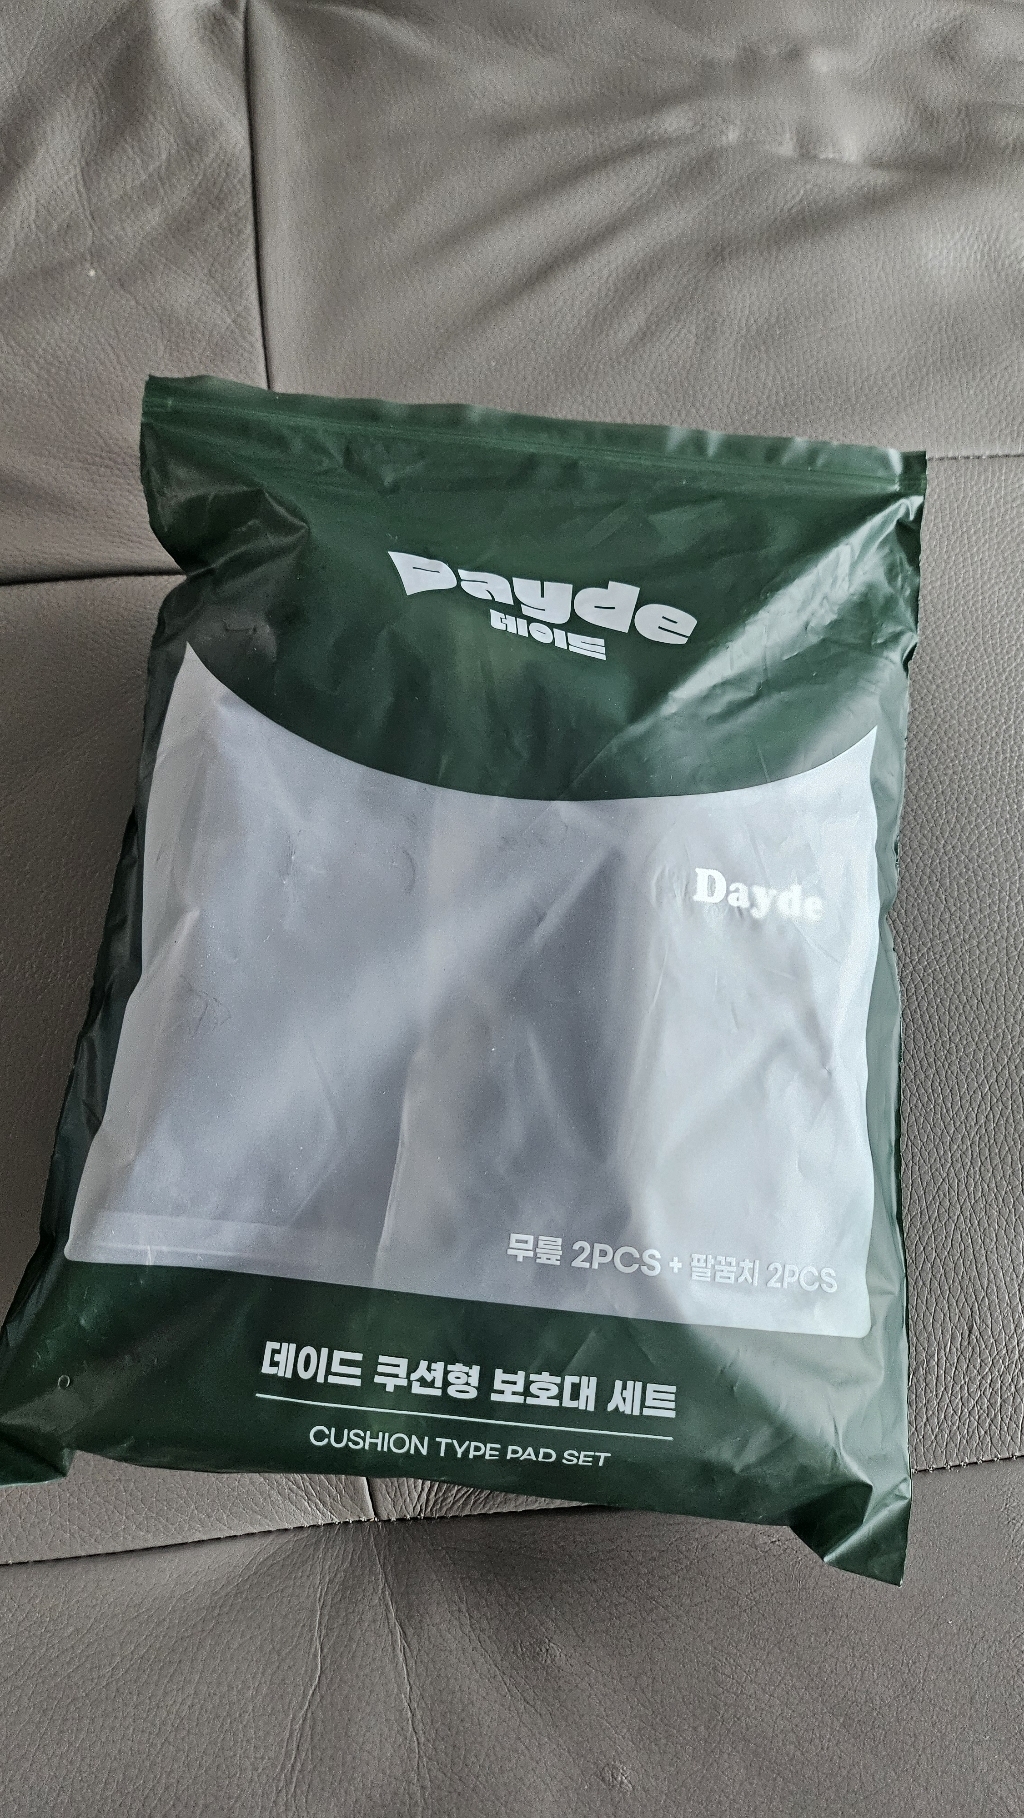 Dayde
데이드
Dayde
무릎 2PCS + 팔꿈치 2PCS
데이드 쿠션형 보호대 세트
CUSHION TYPE PAD SET